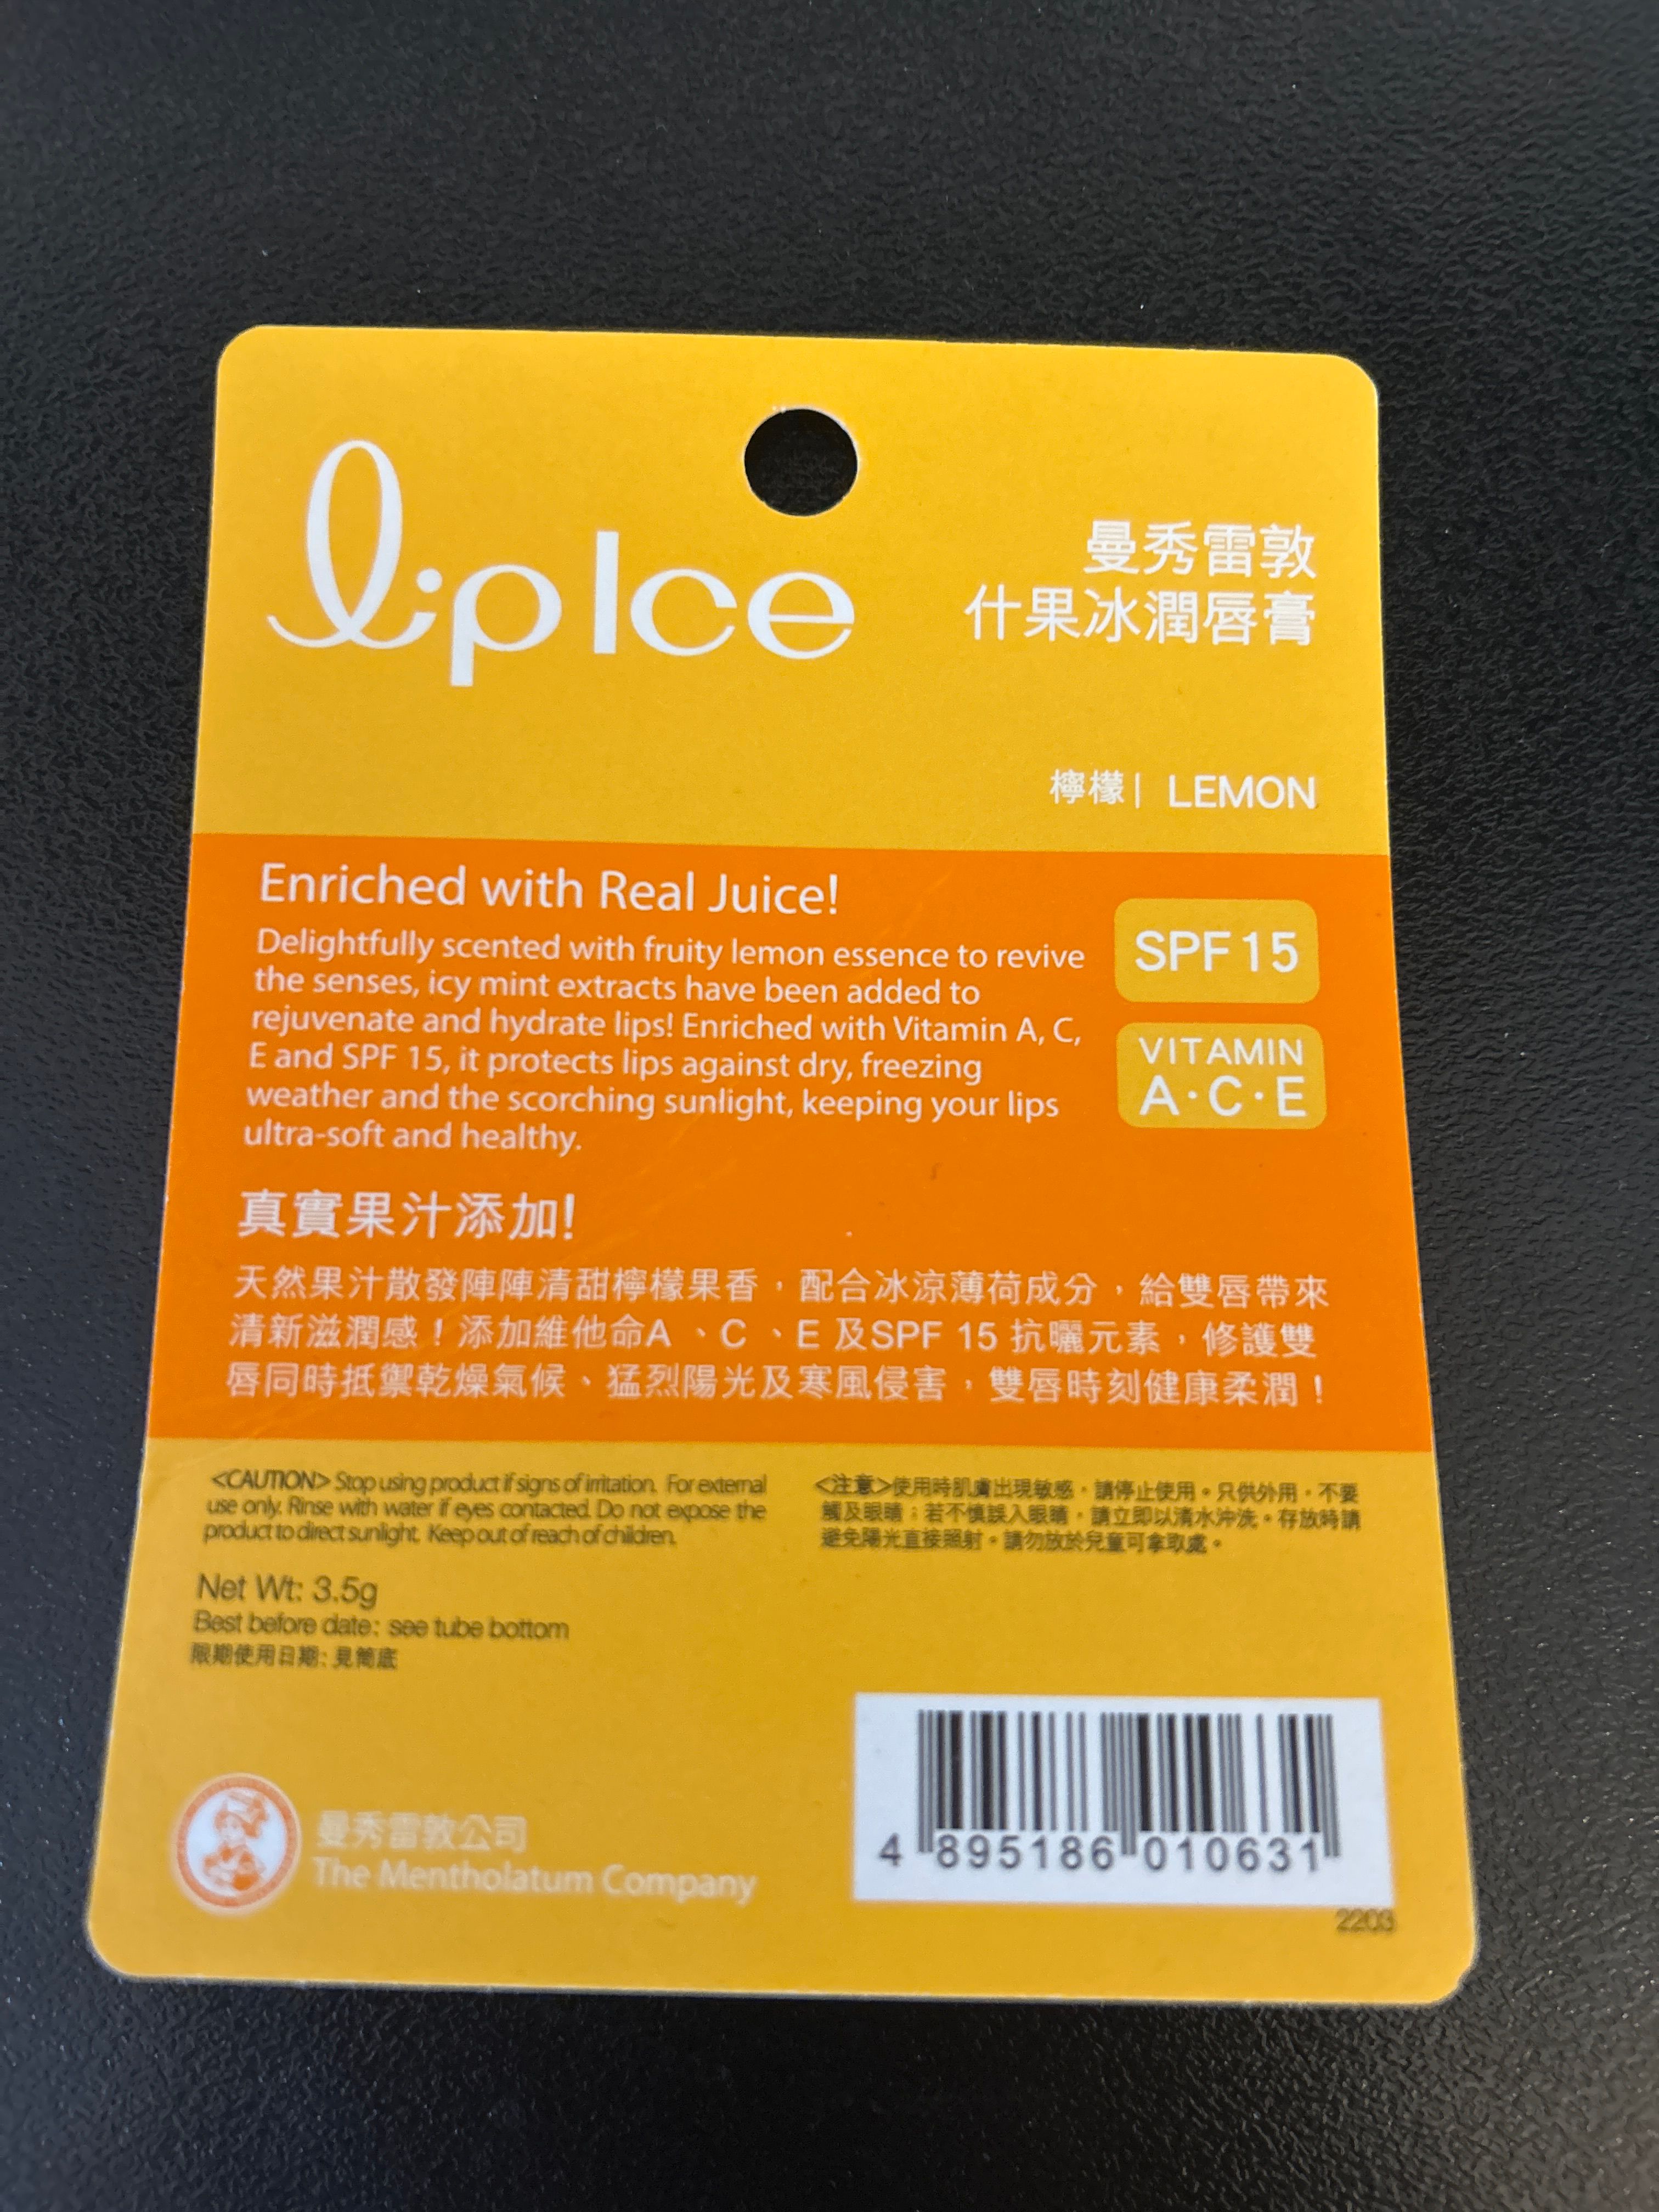 LipIce
曼秀雷敦
什果冰潤唇膏
檸檬| LEMON
Enriched with Real Juice!
Delightfully scented with fruity lemon essence to revive
the senses, icy mint extracts have been added to
rejuvenate and hydrate lips! Enriched with Vitamin A, C,
E and SPF 15, it protects lips against dry, freezing
weather and the scorching sunlight, keeping your lips
ultra-soft and healthy.
SPF 15
VITAMIN
A·C·E
真實果汁添加!
天然果汁散發陣陣清甜檸檬果香，配合冰涼薄荷成分，給雙唇帶來
清新滋潤感！添加維他命A、C、E 及SPF 15 抗曬元素，修護雙
唇同時抵禦乾燥氣候、猛烈陽光及寒風侵害，雙唇時刻健康柔潤！
<CAUTION> Stop using product if signs of irritation. For external
use only. Rinse with water if eyes contacted. Do not expose the
product to direct sunlight. Keep out of reach of children.
<注意>使用時肌膚出現敏感，請停止使用。只供外用，不要
觸及眼睛；若不慎誤入眼睛，請立即以清水沖洗。存放時請
避免陽光直接照射。請勿放於兒童可拿取處。
Net Wt: 3.5g
Best before date: see tube bottom
限期使用日期: 見筒底
曼秀雷敦公司
The Mentholatum Company
4 895186 010631
2203